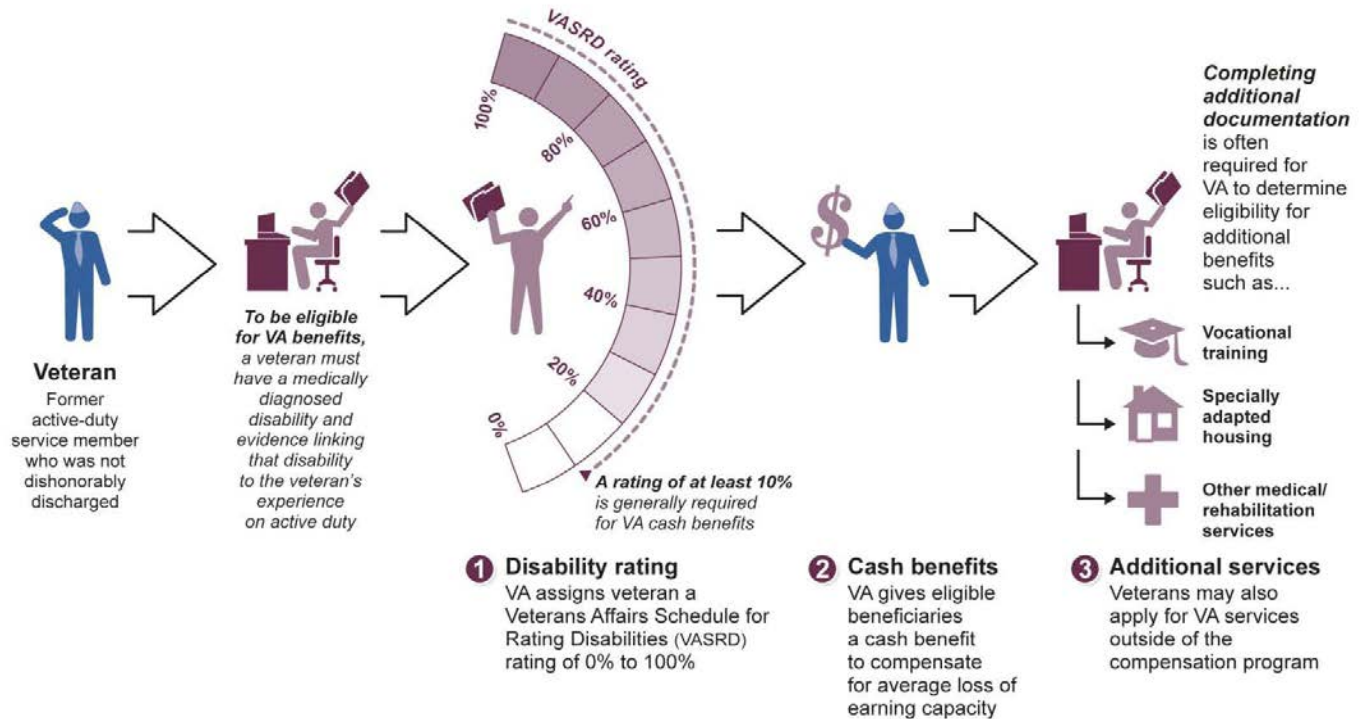 Veteran
Former
active-duty
service member
who was not
dishonorably
discharged
To be eligible
for VA benefits,
a veteran must
have a medically
diagnosed
disability and
evidence linking
that disability
to the veteran's
experience
on active duty
VASRD rating
100%
80%
60%
40%
20%
0%
A rating of at least 10%
is generally required
for VA cash benefits
1 Disability rating
VA assigns veteran a
Veterans Affairs Schedule for
Rating Disabilities (VASRD)
rating of 0% to 100%
$
2 Cash benefits
VA gives eligible
beneficiaries
a cash benefit
to compensate
for average loss of
earning capacity
Completing
additional
documentation
is often
required for
VA to determine
eligibility for
additional
benefits
such as...
Vocational
training
Specially
adapted
housing
Other medical/
rehabilitation
services
3 Additional services
Veterans may also
apply for VA services
outside of the
compensation program